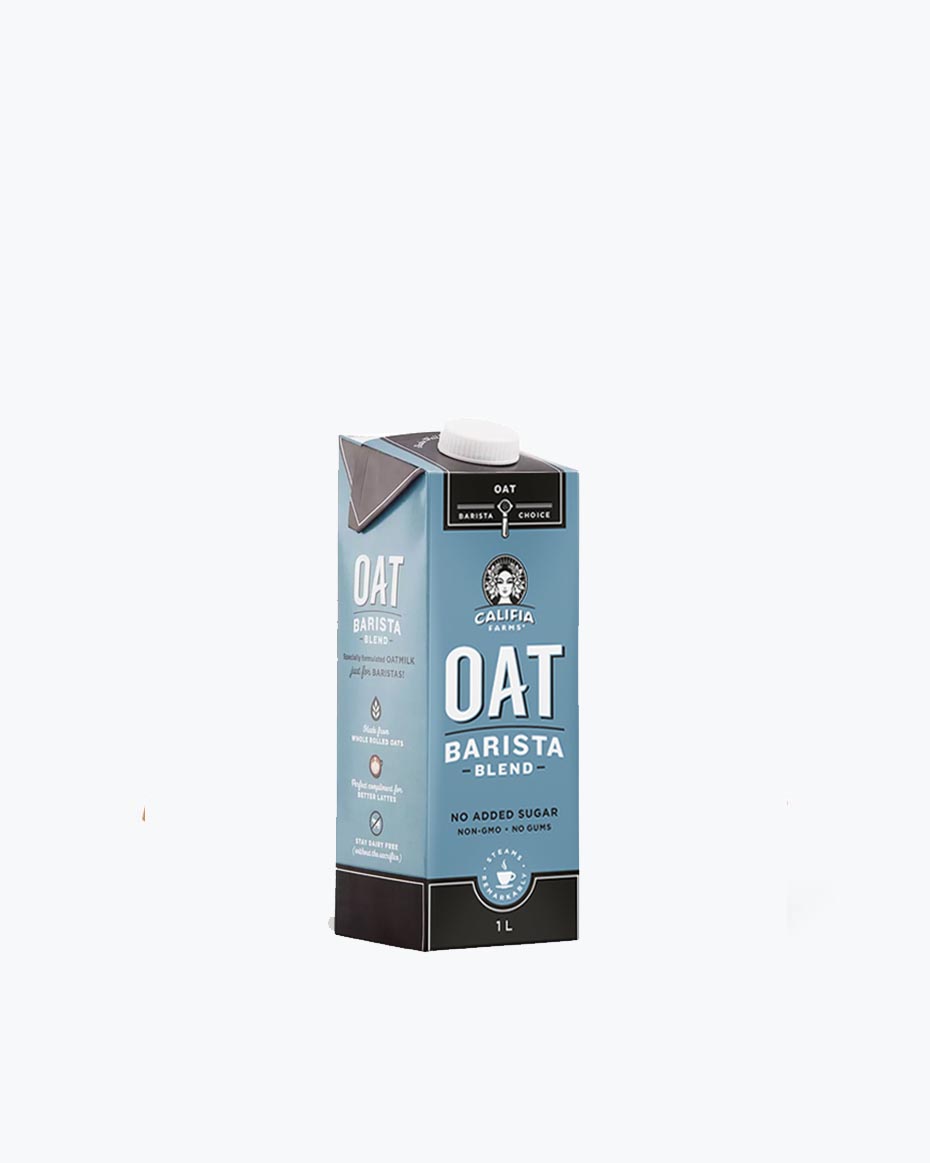 OAT
BARISTA CHOICE
CALIFIA
FARMS
OAT
BARISTA
BLEND
NO ADDED SUGAR
NON-GMO • NO GUMS
STEAMS
REMARKABLY
1 L
OAT
BARISTA
BLEND
Specially formulated OATMILK
just for BARISTAS!
Made from
WHOLE ROLLED OATS
Perfect compliment for
BETTER LATTES
STAY DAIRY FREE
(without the sacrifice)